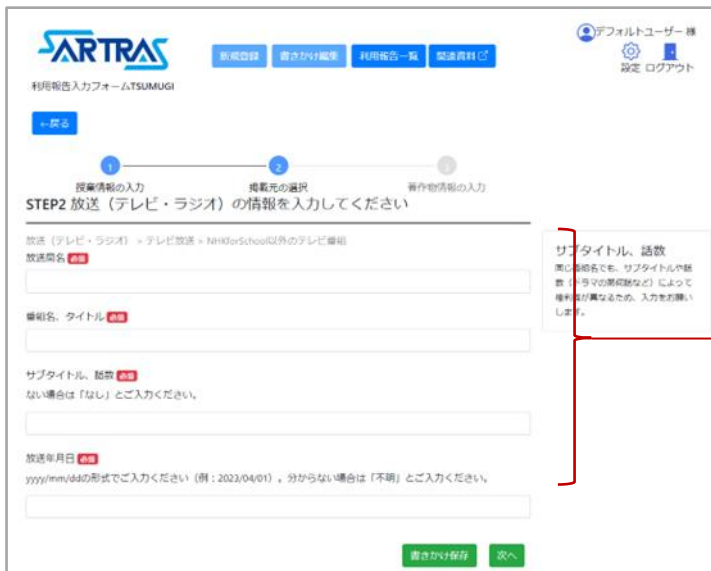 SARTRAS
利用報告入力フォームTSUMUGI
新規登録 書きかけ編集 利用報告一覧 関連資料
デフォルトユーザー 様
設定 ログアウト
←戻る
1 2 3
授業情報の入力 掲載元の選択 著作物情報の入力
STEP2 放送（テレビ・ラジオ）の情報を入力してください
放送（テレビ・ラジオ） » テレビ放送 » NHKforSchool以外のテレビ番組
放送局名 必須
番組名、タイトル 必須
サブタイトル、話数 必須
ない場合は「なし」とご入力ください。
放送年月日 必須
yyyy/mm/ddの形式でご入力ください（例：2023/04/01）。分からない場合は「不明」とご入力ください。
書きかけ保存 次へ
サブタイトル、話数
同じ番組名でも、サブタイトルや話
数（ドラマの第何話など）によって
権利者が異なるため、入力をお願い
します。